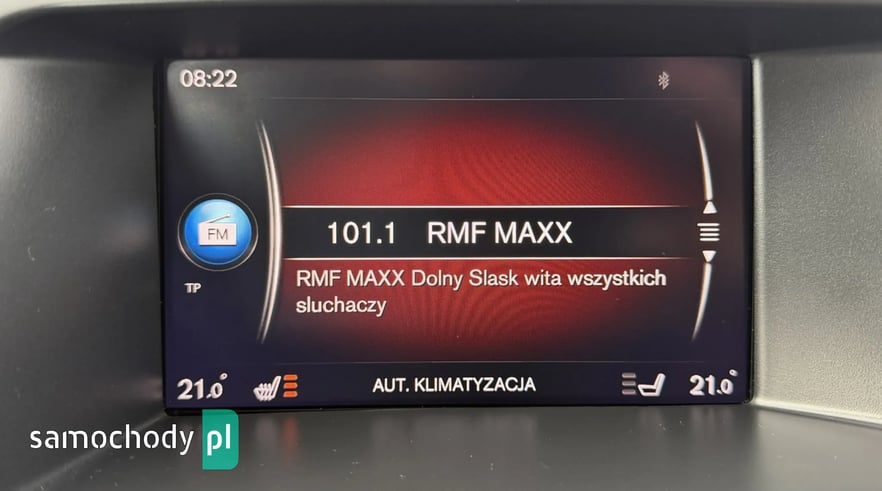 08:22
101.1 RMF MAXX
FM
TP
RMF MAXX Dolny Slask wita wszystkich
sluchaczy
21.0° AUT. KLIMATYZACJA 21.0°
samochody pl